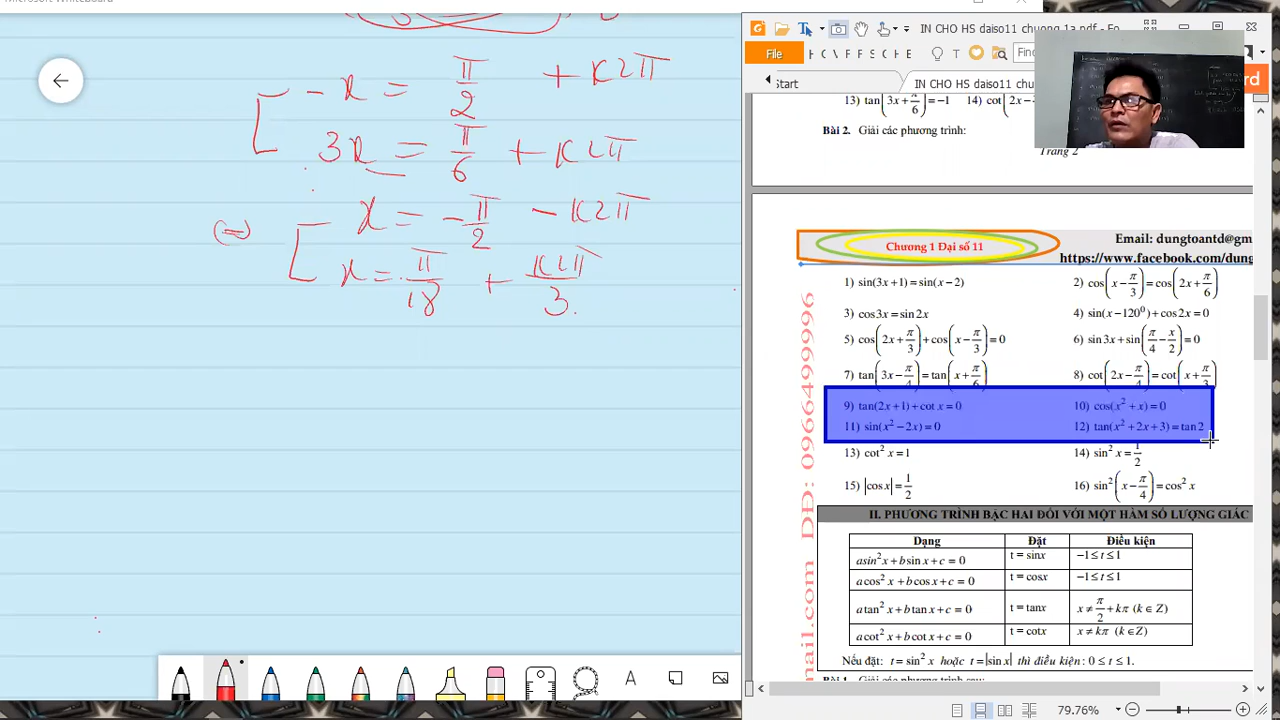 IN CHO HS daiso11 chuong 1a.pdf - F
File
Find
Start
IN CHO HS daiso11 chuong 1
- x = π/2 + k2π
3x = π/6 + k2π
⇔ x = - π/2 - k2π
x = π/18 + k2π/3
13) tan(3x+π/6)=-1 14) cot(2x-
Bài 2. Giải các phương trình:
Trang 2
Chương 1 Đại số 11
Email: dungtoantd@gm
https://www.facebook.com/
1) sin(3x+1)=sin(x-2) 2) cos(x-π/3)=cos(2x+π/6)
3) cos3x=sin2x 4) sin(x-120⁰)+cos2x=0
5) cos(2x+π/3)+cos(x-π/3)=0 6) sin3x+sin(π/4-x/2)=0
7) tan(3x-π/4)=tan(x+π/6) 8) cot(2x-π/4)=cot(x+π/3)
9) tan(2x+1)+cot x=0 10) cos(x²+x)=0
11) sin(x²-2x)=0 12) tan(x²+2x+3)=tan2
13) cot²x=1 14) sin²x=1/2
15) |cosx|=1/2 16) sin²(x-π/4)=cos²x
II. PHƯƠNG TRÌNH BẬC HAI ĐỐI VỚI MỘT HÀM SỐ LƯỢNG GIÁC
Dạng Đặt Điều kiện
asin²x+bsinx+c=0 t = sinx -1≤t≤1
acos²x+bcosx+c=0 t = cosx -1≤t≤1
atan²x+btanx+c=0 t = tanx x≠π/2+kπ (k∈Z)
acot²x+bcotx+c=0 t = cotx x≠kπ (k∈Z)
Nếu đặt: t=sin²x hoặc t=|sinx| thì điều kiện: 0≤t≤1.
DĐ: 0966499996
mail.com
79.76%